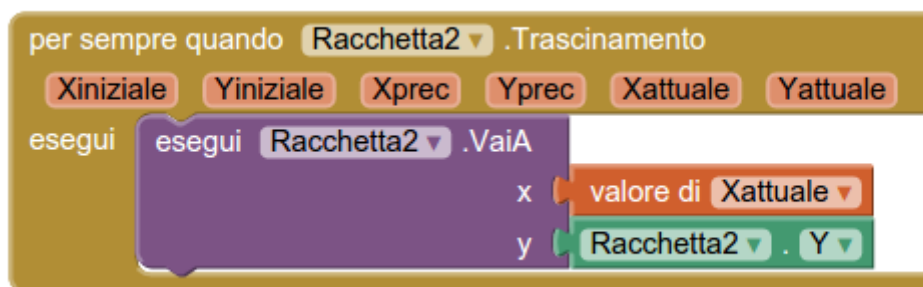 per sempre quando Racchetta2 .Trascinamento
Xiniziale Yiniziale Xprec Yprec Xattuale Yattuale
esegui esegui Racchetta2 .VaiA
x valore di Xattuale
y Racchetta2 . Y